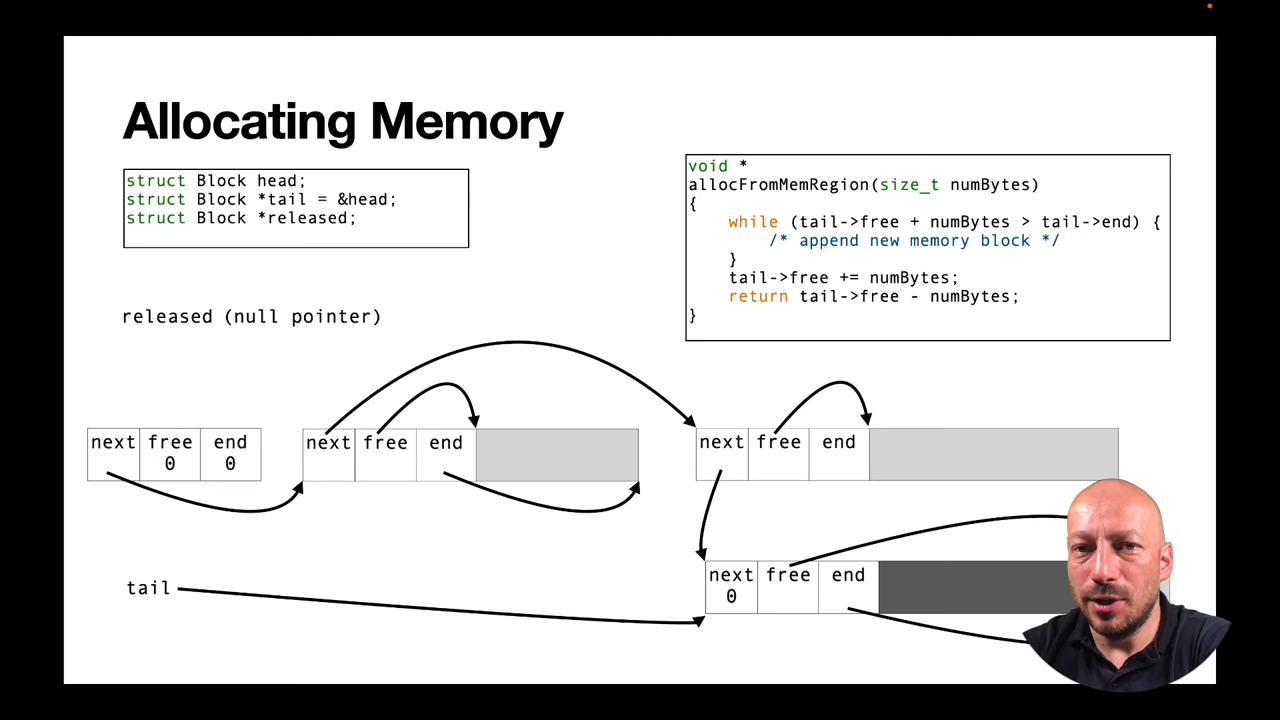 Allocating Memory
struct Block head;
struct Block *tail = &head;
struct Block *released;
void *
allocFromMemRegion(size_t numBytes)
{
    while (tail->free + numBytes > tail->end) {
        /* append new memory block */
    }
    tail->free += numBytes;
    return tail->free - numBytes;
}
released (null pointer)
next free end
0 0
next free end
next free end
next free end
0
tail